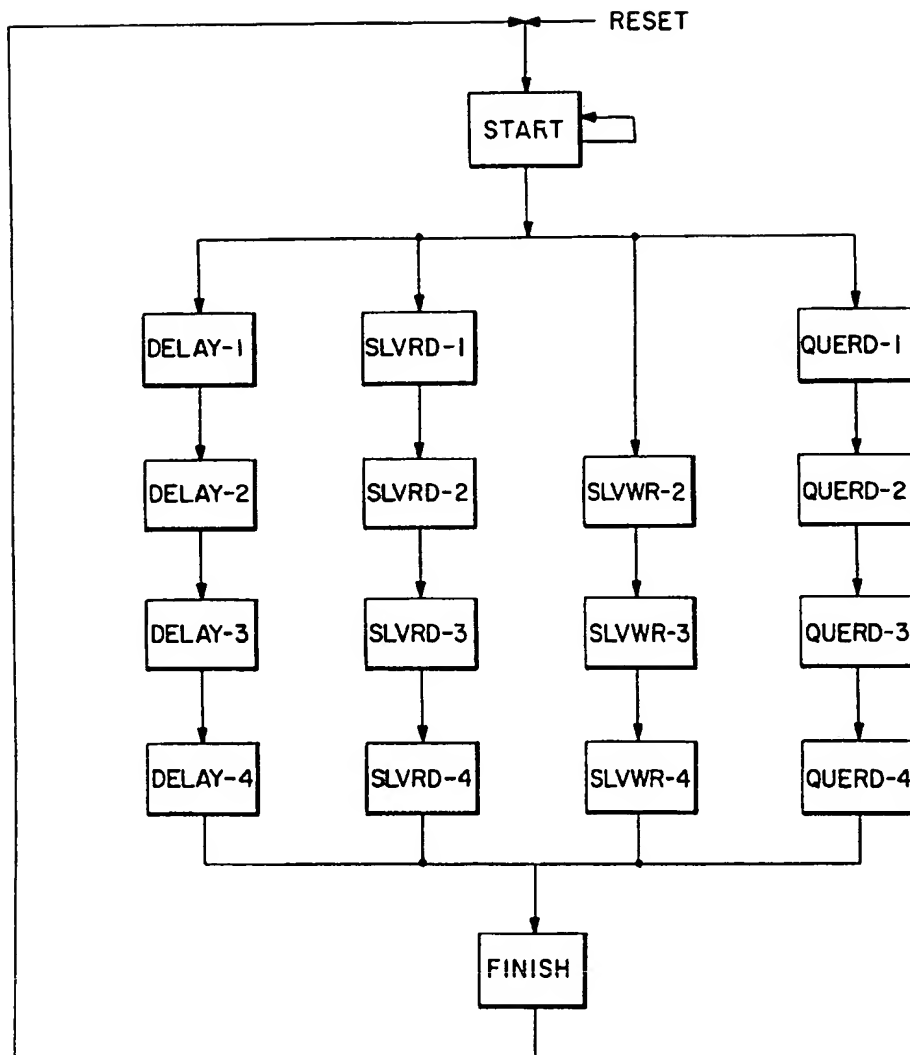 RESET
START
DELAY-1
SLVRD-1
QUERD-1
DELAY-2
SLVRD-2
SLVWR-2
QUERD-2
DELAY-3
SLVRD-3
SLVWR-3
QUERD-3
DELAY-4
SLVRD-4
SLVWR-4
QUERD-4
FINISH